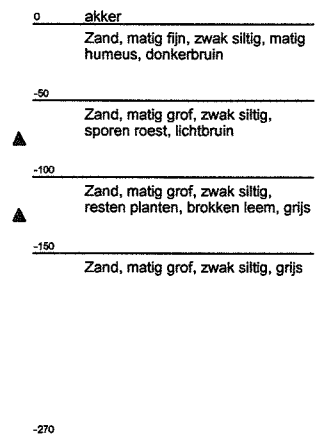 0 akker
Zand, matig fijn, zwak siltig, matig
humeus, donkerbruin
-50
Zand, matig grof, zwak siltig,
sporen roest, lichtbruin
-100
Zand, matig grof, zwak siltig,
resten planten, brokken leem, grijs
-150
Zand, matig grof, zwak siltig, grijs
-270